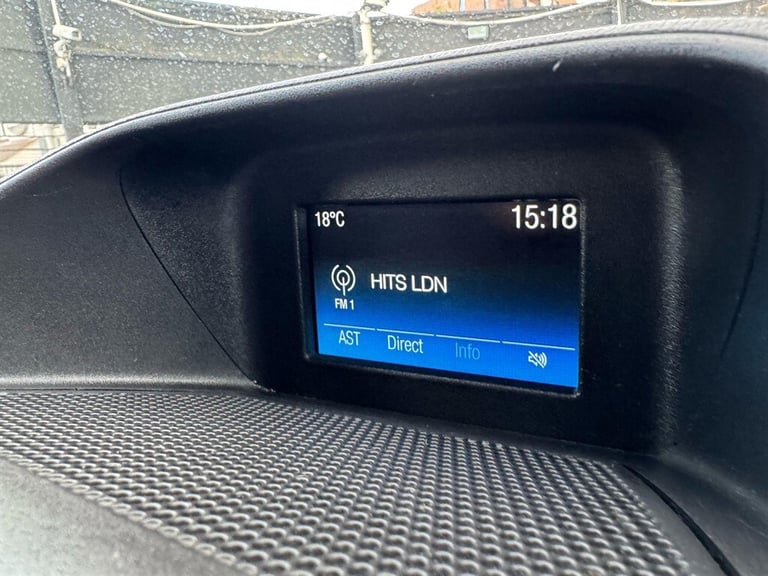 18°C 15:18
HITS LDN
FM 1
AST Direct Info